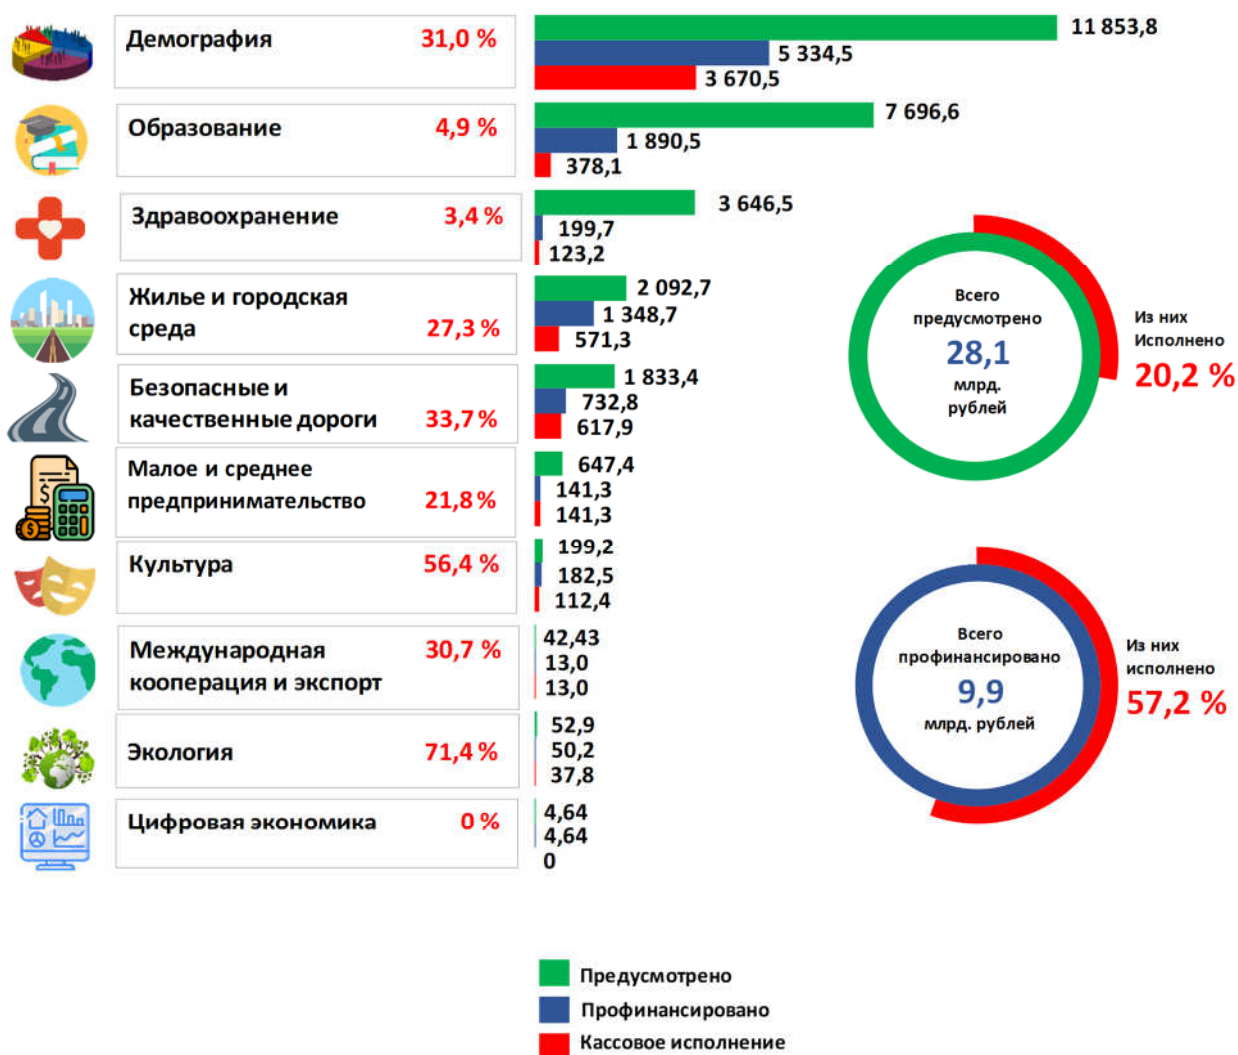 Демография 31,0 %
11 853,8
5 334,5
3 670,5
Образование 4,9 %
7 696,6
1 890,5
378,1
Здравоохранение 3,4 %
3 646,5
199,7
123,2
Жилье и городская
среда 27,3 %
2 092,7
1 348,7
571,3
Безопасные и
качественные дороги 33,7 %
1 833,4
732,8
617,9
Малое и среднее
предпринимательство 21,8 %
647,4
141,3
141,3
Культура 56,4 %
199,2
182,5
112,4
Международная 30,7 %
кооперация и экспорт
42,43
13,0
13,0
Экология 71,4 %
52,9
50,2
37,8
Цифровая экономика 0 %
4,64
4,64
0
Всего
предусмотрено
28,1
млрд.
рублей
Из них
Исполнено
20,2 %
Всего
профинансировано
9,9
млрд. рублей
Из них
исполнено
57,2 %
Предусмотрено
Профинансировано
Кассовое исполнение